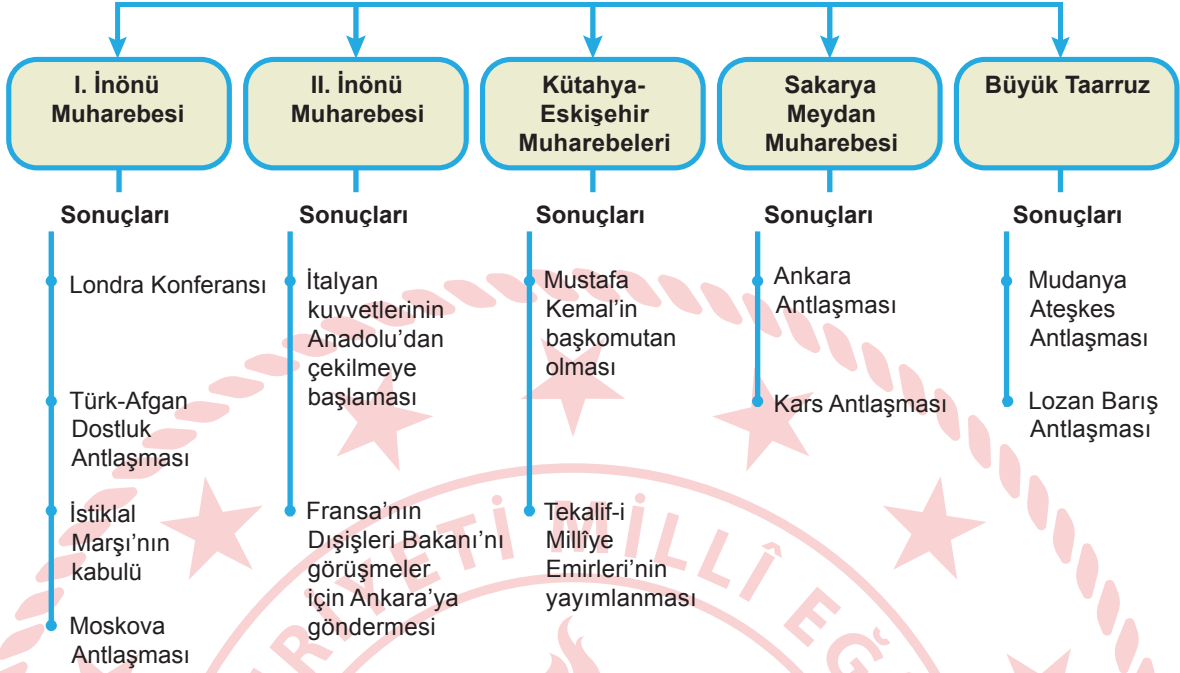 I. İnönü
Muharebesi
II. İnönü
Muharebesi
Kütahya-
Eskişehir
Muharebeleri
Sakarya
Meydan
Muharebesi
Büyük Taarruz
Sonuçları
Londra Konferansı
Türk-Afgan
Dostluk
Antlaşması
İstiklal
Marşı’nın
kabulü
Moskova
Antlaşması
Sonuçları
İtalyan
kuvvetlerinin
Anadolu’dan
çekilmeye
başlaması
Fransa’nın
Dışişleri Bakanı’nı
görüşmeler
için Ankara’ya
göndermesi
Sonuçları
Mustafa
Kemal’in
başkomutan
olması
Tekalif-i
Millîye
Emirleri’nin
yayımlanması
Sonuçları
Ankara
Antlaşması
Kars Antlaşması
Sonuçları
Mudanya
Ateşkes
Antlaşması
Lozan Barış
Antlaşması